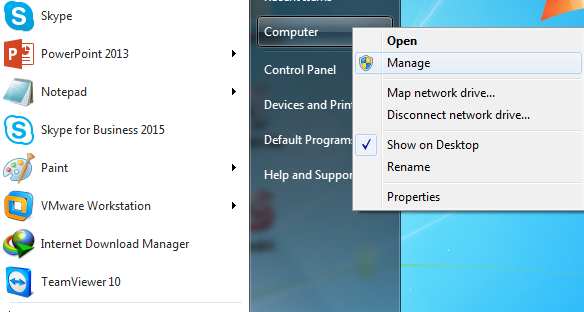 Skype
PowerPoint 2013
Notepad
Skype for Business 2015
Paint
VMware Workstation
Internet Download Manager
TeamViewer 10
Computer
Control Panel
Devices and Prin
Default Programs
Help and Suppo
Open
Manage
Map network drive...
Disconnect network drive...
Show on Desktop
Rename
Properties